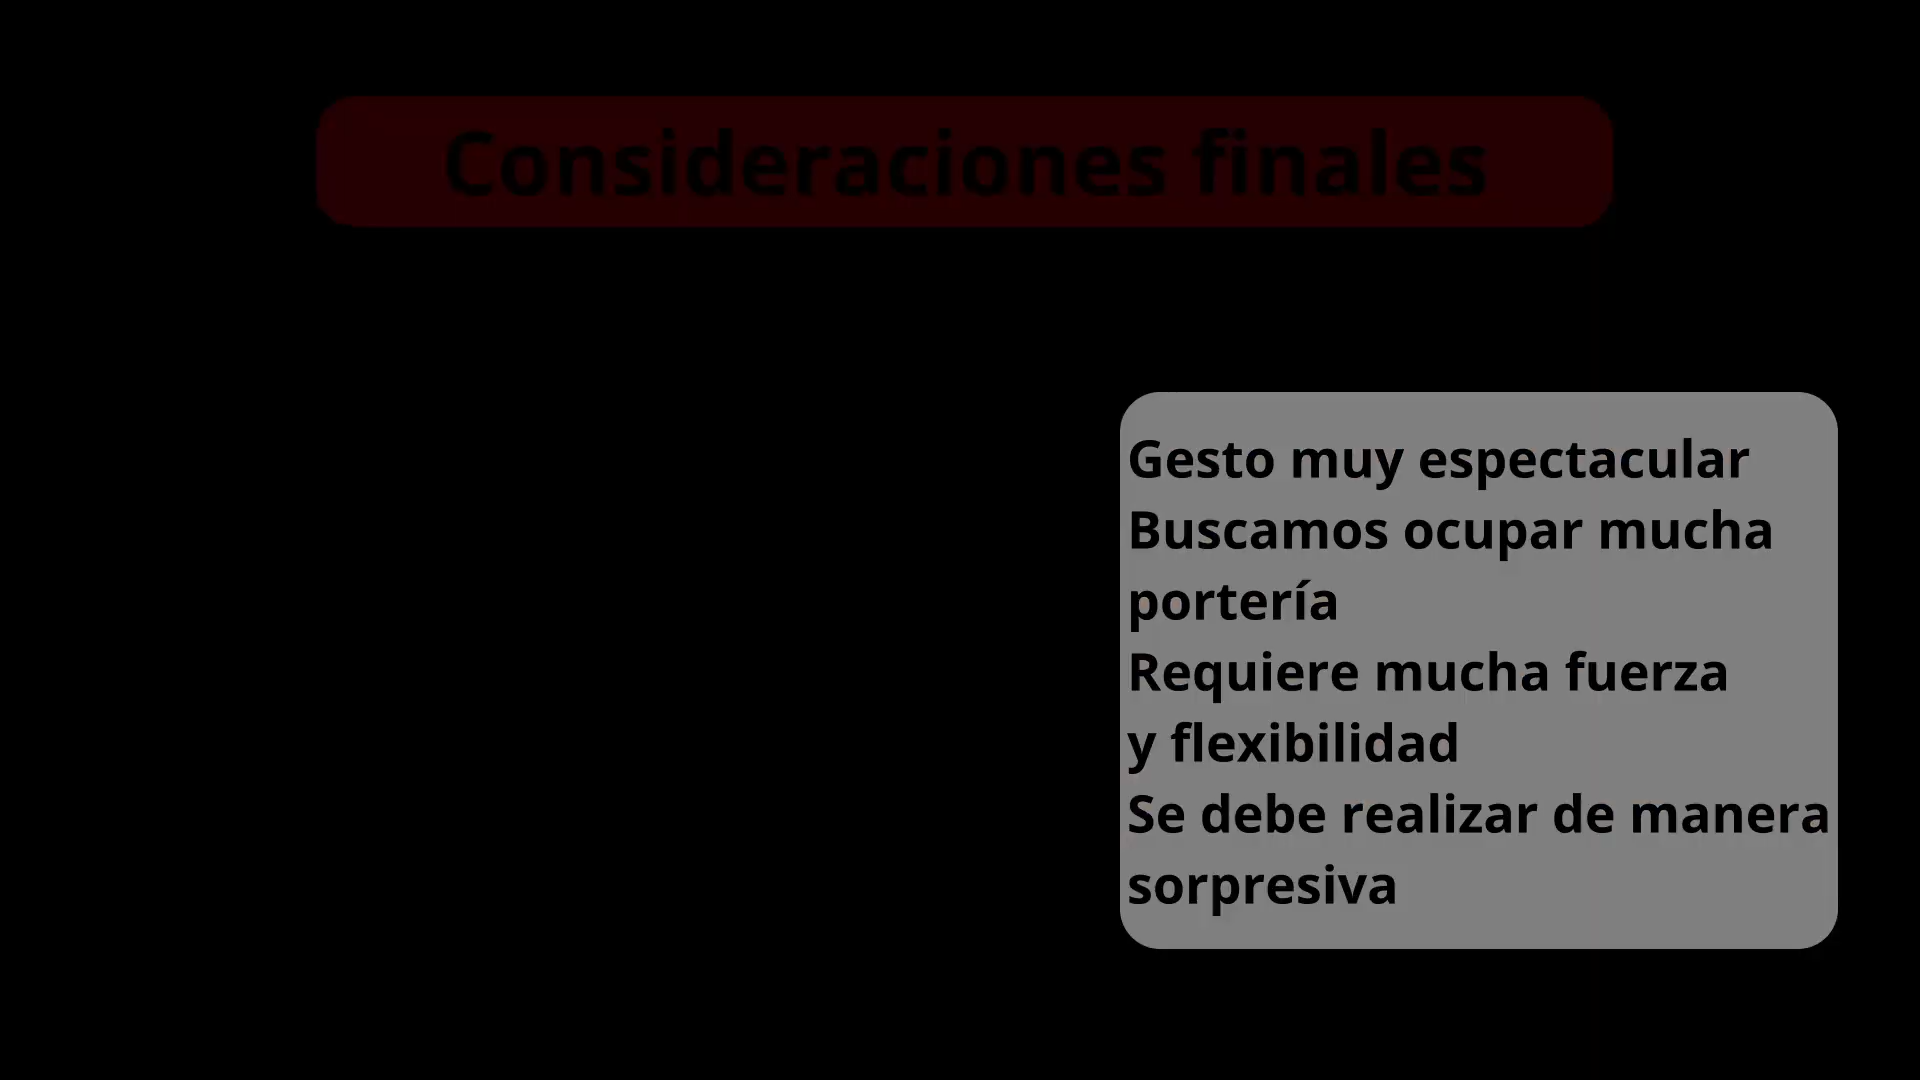 Consideraciones finales
Gesto muy espectacular
Buscamos ocupar mucha
portería
Requiere mucha fuerza
y flexibilidad
Se debe realizar de manera
sorpresiva